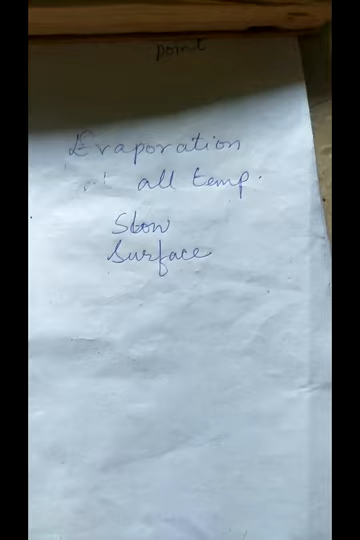 point
Evaporation
all temp.
Slow
Surface